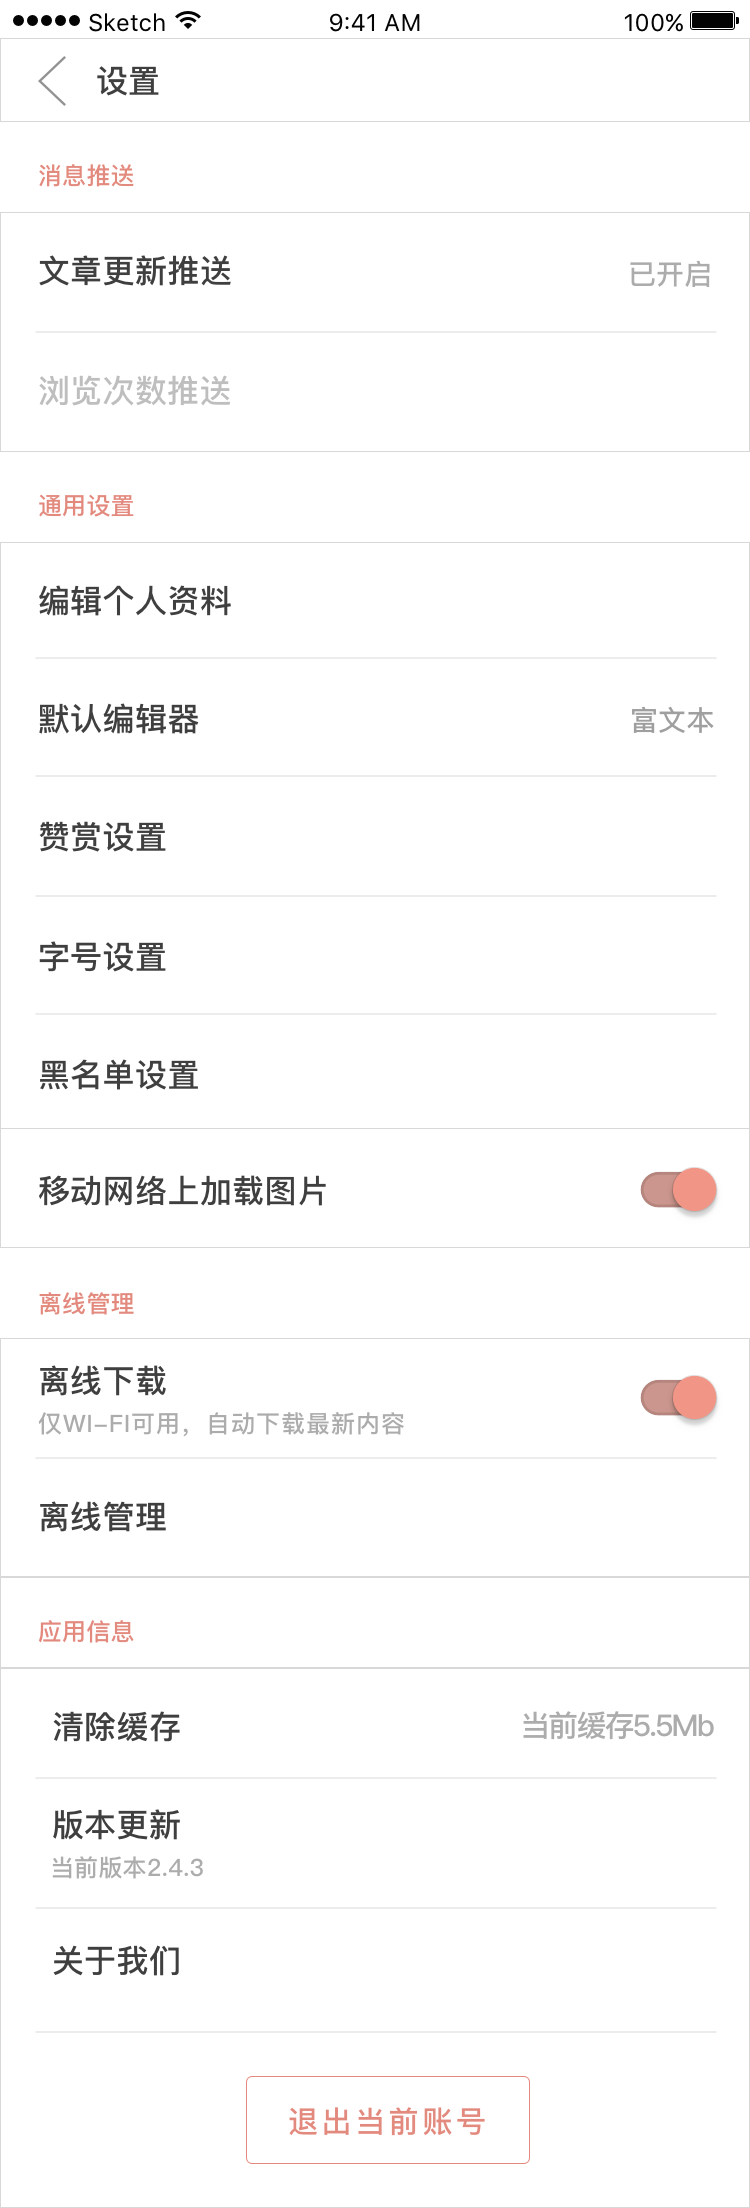 Sketch 9:41 AM 100%
设置
消息推送
文章更新推送 已开启
浏览次数推送
通用设置
编辑个人资料
默认编辑器 富文本
赞赏设置
字号设置
黑名单设置
移动网络上加载图片
离线管理
离线下载
仅WI-FI可用，自动下载最新内容
离线管理
应用信息
清除缓存 当前缓存5.5Mb
版本更新
当前版本2.4.3
关于我们
退出当前账号